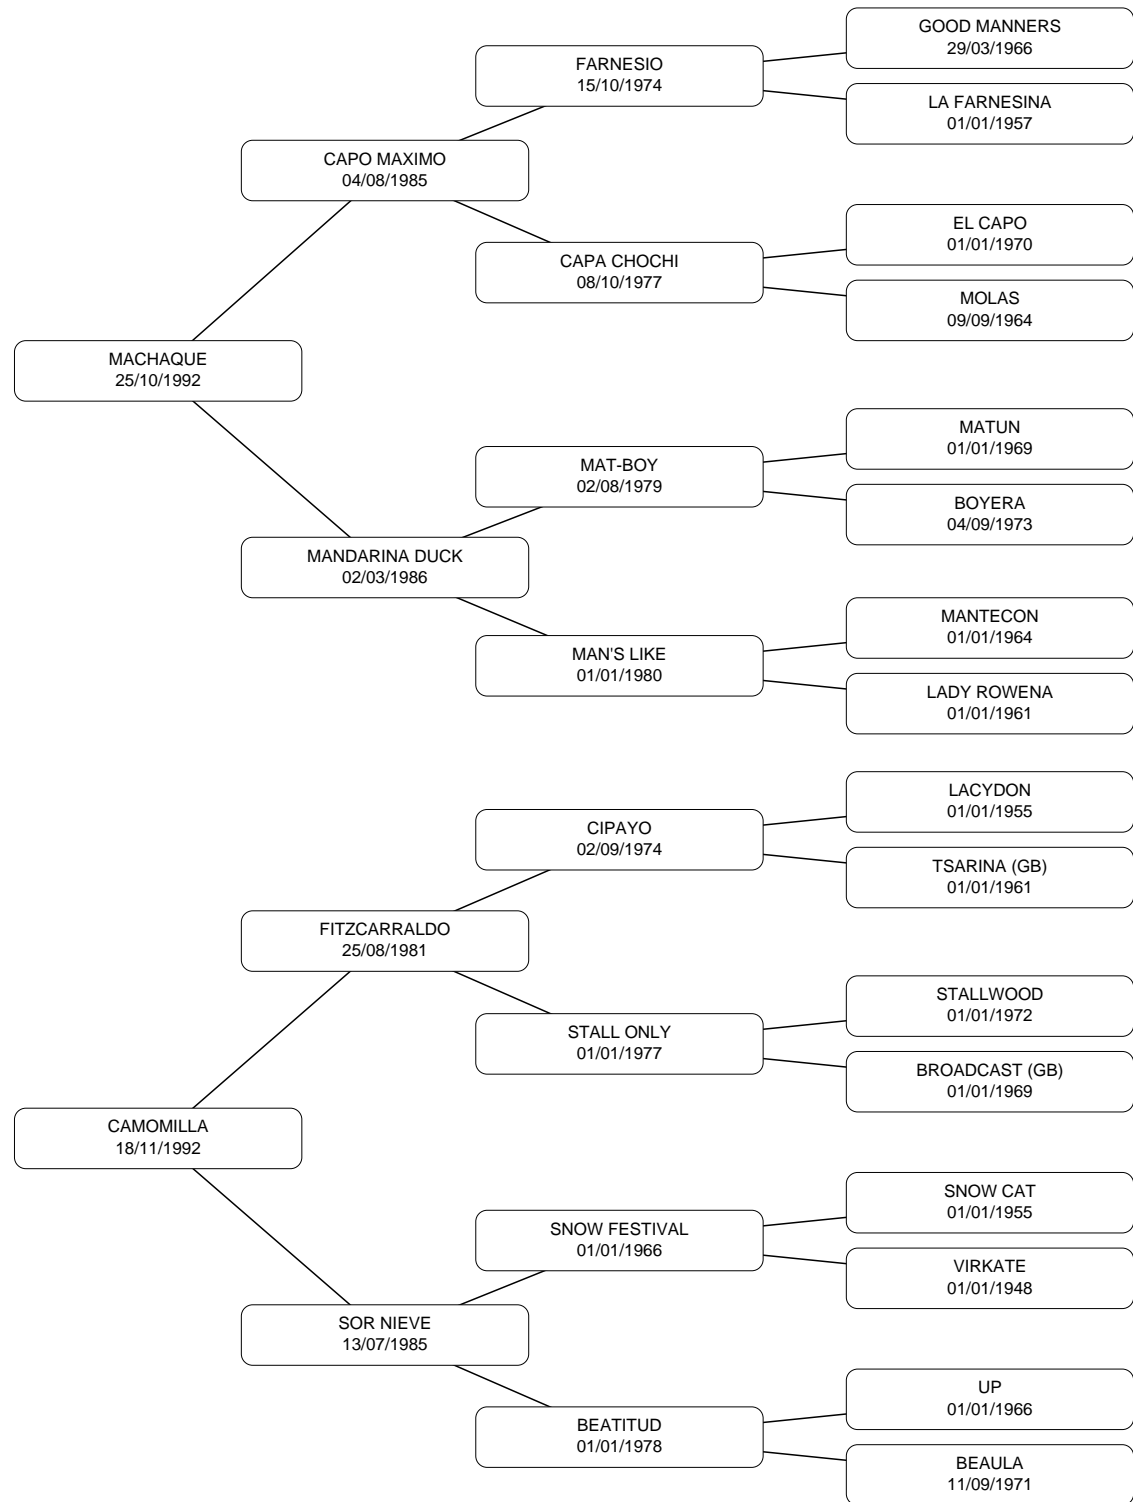 GOOD MANNERS
29/03/1966
FARNESIO
15/10/1974
LA FARNESINA
01/01/1957
CAPO MAXIMO
04/08/1985
EL CAPO
01/01/1970
CAPA CHOCHI
08/10/1977
MOLAS
09/09/1964
MACHAQUE
25/10/1992
MATUN
01/01/1969
MAT-BOY
02/08/1979
BOYERA
04/09/1973
MANDARINA DUCK
02/03/1986
MANTECON
01/01/1964
MAN'S LIKE
01/01/1980
LADY ROWENA
01/01/1961
LACYDON
01/01/1955
CIPAYO
02/09/1974
TSARINA (GB)
01/01/1961
FITZCARRALDO
25/08/1981
STALLWOOD
01/01/1972
STALL ONLY
01/01/1977
BROADCAST (GB)
01/01/1969
CAMOMILLA
18/11/1992
SNOW CAT
01/01/1955
SNOW FESTIVAL
01/01/1966
VIRKATE
01/01/1948
SOR NIEVE
13/07/1985
UP
01/01/1966
BEATITUD
01/01/1978
BEAULA
11/09/1971